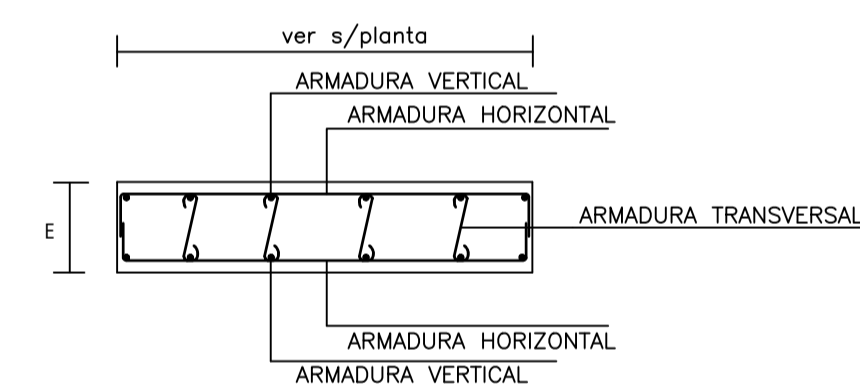 ver s/planta
ARMADURA VERTICAL
ARMADURA HORIZONTAL
E
ARMADURA TRANSVERSAL
ARMADURA HORIZONTAL
ARMADURA VERTICAL